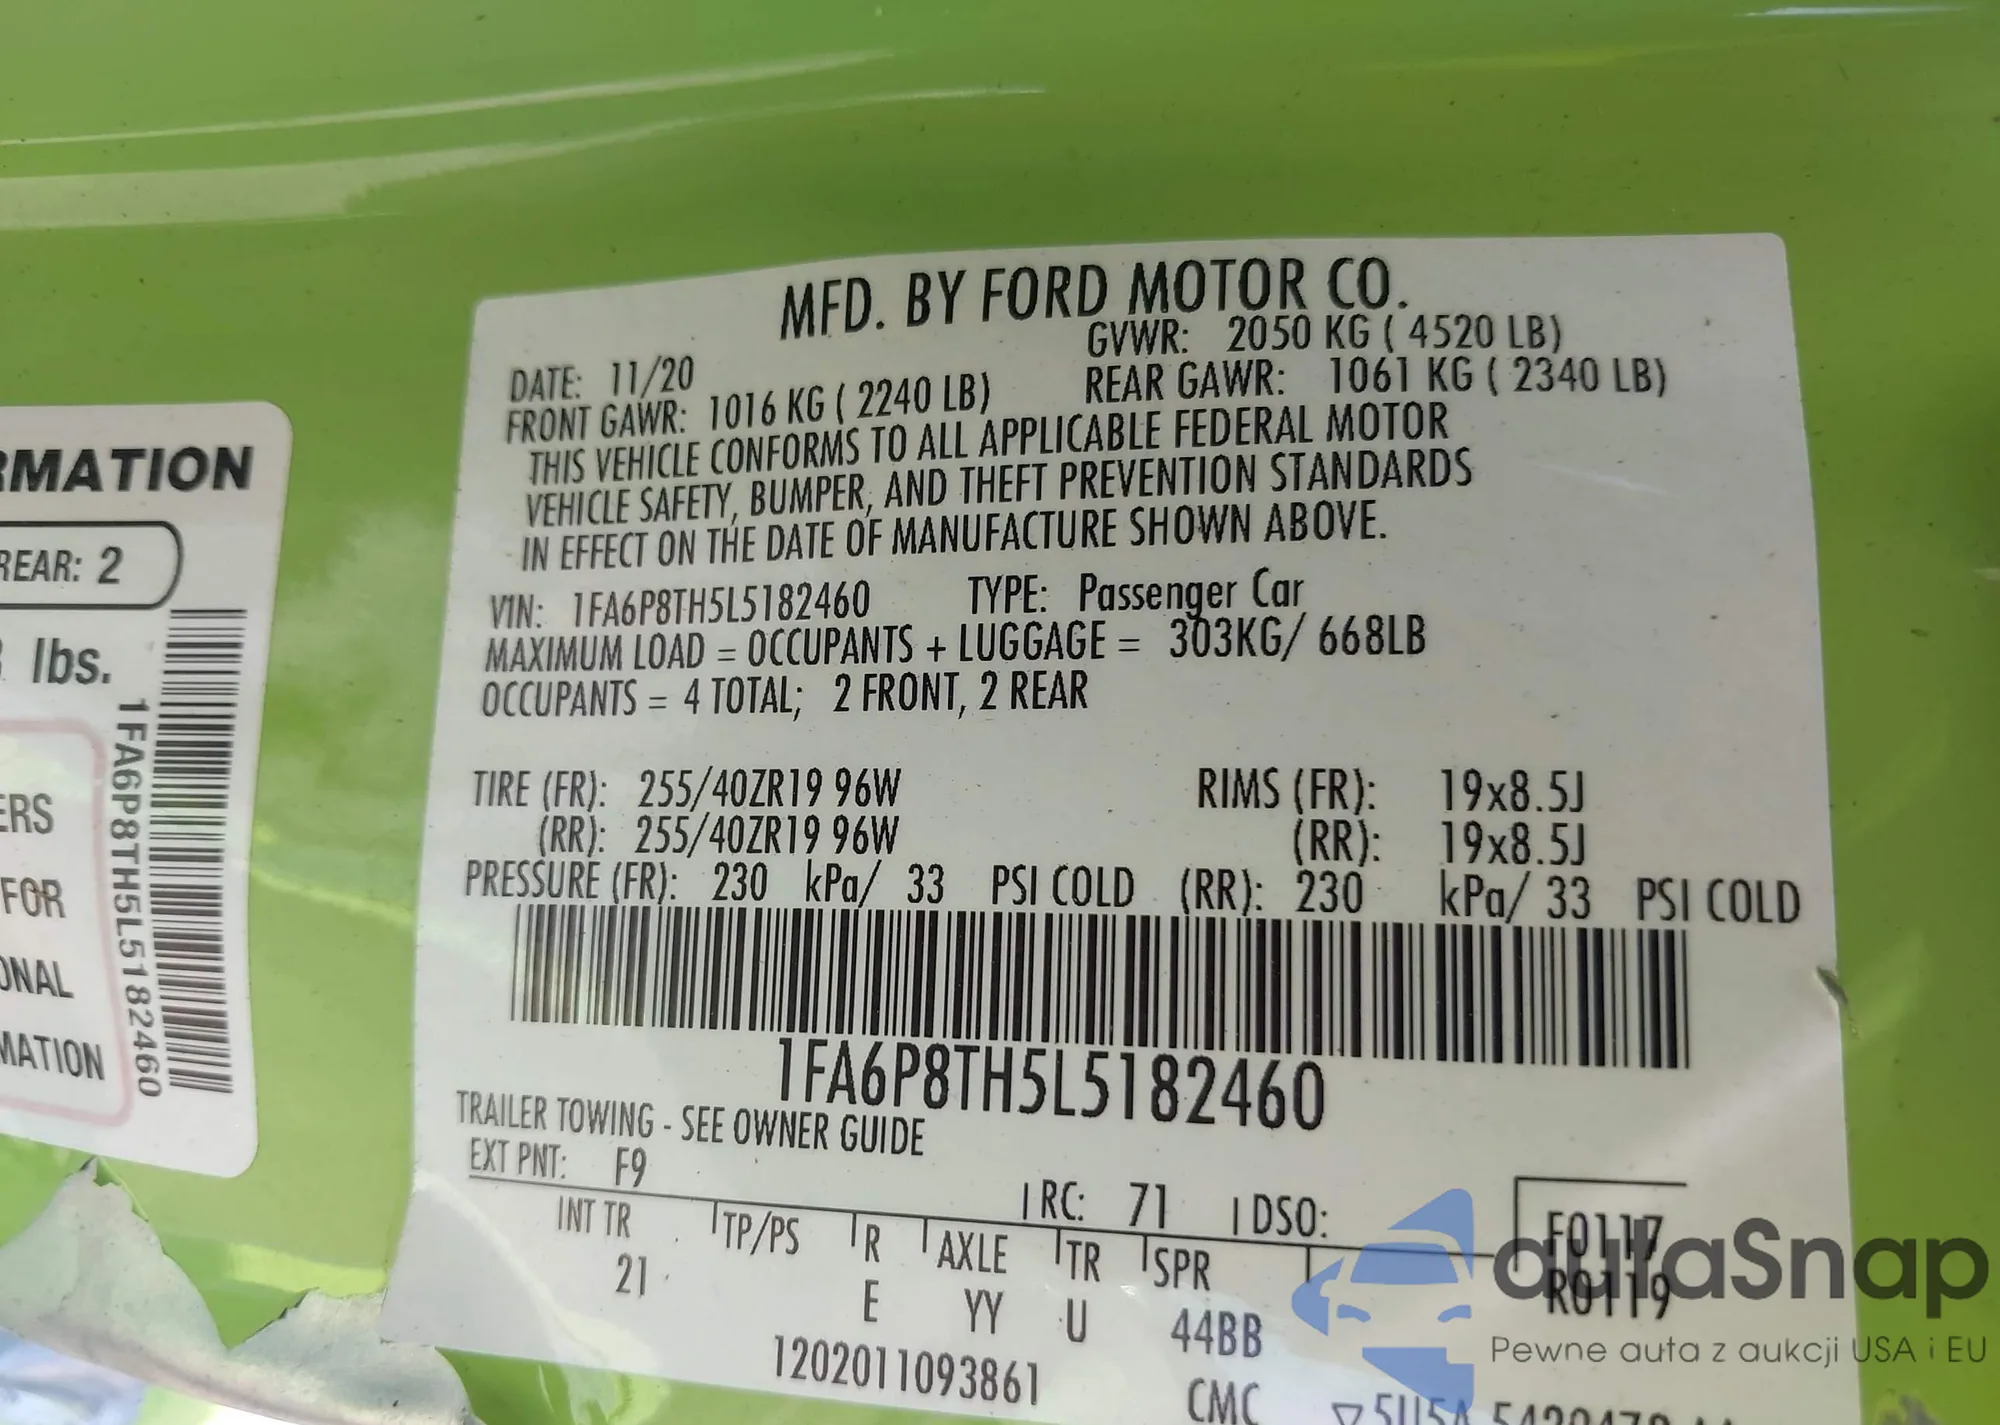 MFD. BY FORD MOTOR CO.
DATE: 11/20
GVWR: 2050 KG ( 4520 LB)
FRONT GAWR: 1016 KG ( 2240 LB)
REAR GAWR: 1061 KG ( 2340 LB)
THIS VEHICLE CONFORMS TO ALL APPLICABLE FEDERAL MOTOR
VEHICLE SAFETY, BUMPER, AND THEFT PREVENTION STANDARDS
IN EFFECT ON THE DATE OF MANUFACTURE SHOWN ABOVE.
VIN: 1FA6P8TH5L5182460 TYPE: Passenger Car
MAXIMUM LOAD = OCCUPANTS + LUGGAGE = 303KG/ 668LB
OCCUPANTS = 4 TOTAL; 2 FRONT, 2 REAR
TIRE (FR): 255/40ZR19 96W RIMS (FR): 19x8.5J
(RR): 255/40ZR19 96W (RR): 19x8.5J
PRESSURE (FR): 230 kPa/ 33 PSI COLD (RR): 230 kPa/ 33 PSI COLD
1FA6P8TH5L5182460
TRAILER TOWING - SEE OWNER GUIDE
EXT PNT: F9 RC: 71 DSO:
F0117
R0119
INT TR TP/PS R AXLE TR SPR
21 E YY U 44BB
1202011093861
CMC
RMATION
REAR: 2
lbs.
ERS
FOR
ONAL
MATION
1FA6P8TH5L5182460
autaSnap
Pewne auta z aukcji USA i EU